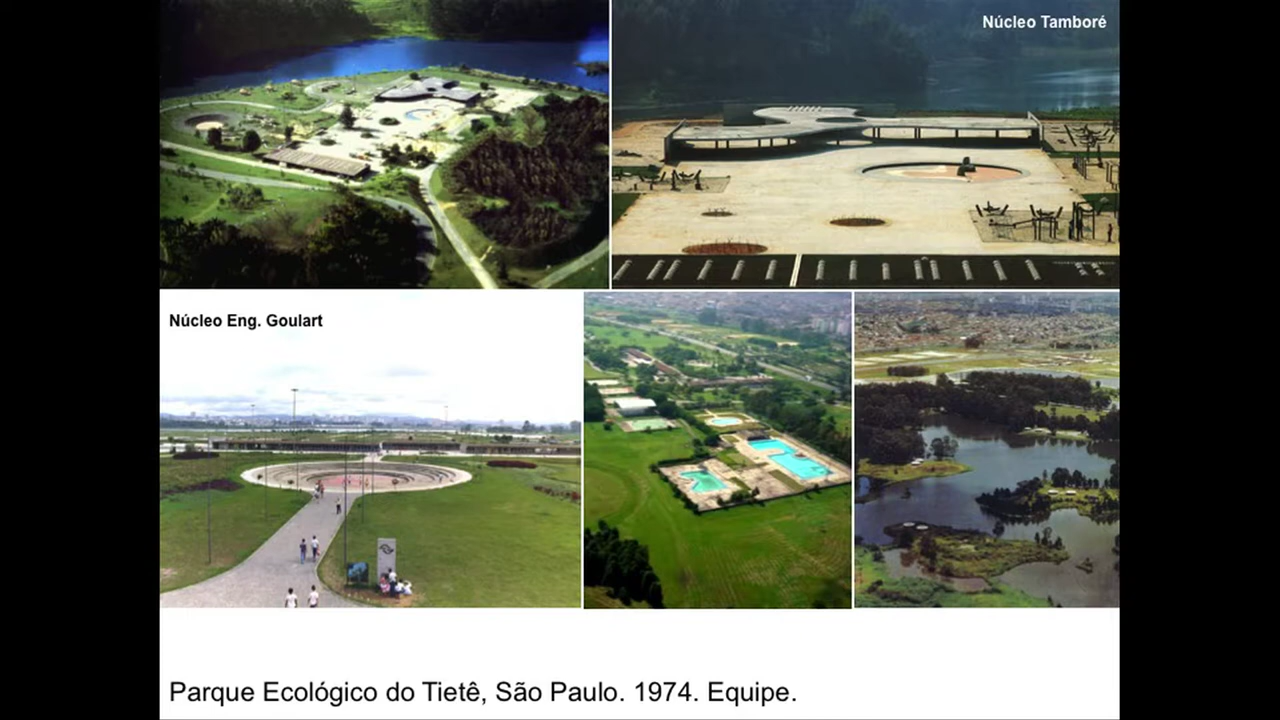 Núcleo Tamboré
Núcleo Eng. Goulart
Parque Ecológico do Tietê, São Paulo. 1974. Equipe.